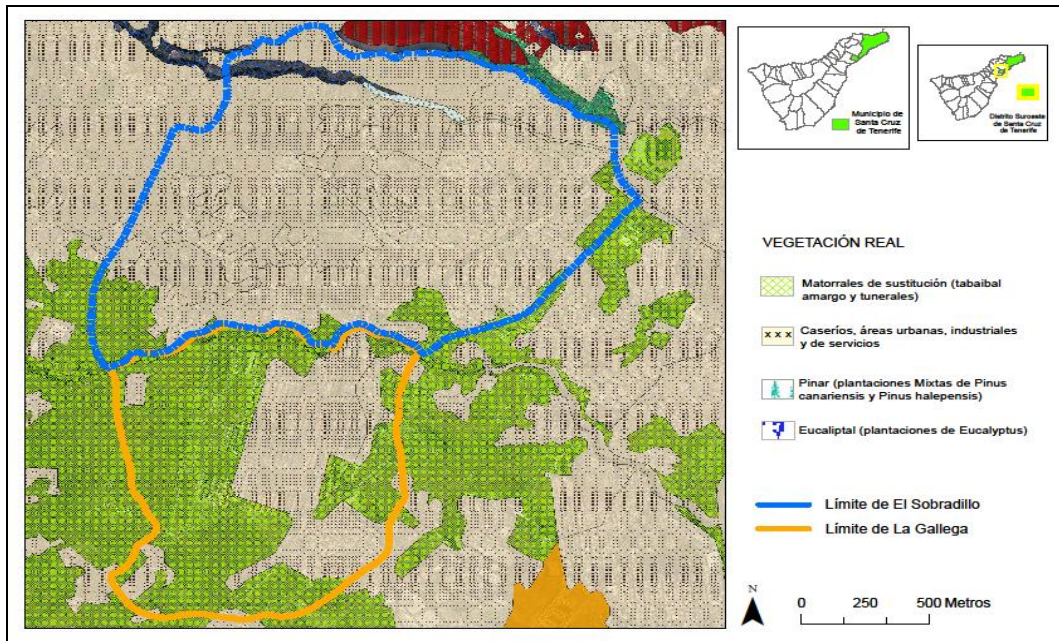 Municipio de
Santa Cruz
de Tenerife
Distrito Suroeste
de Santa Cruz
de Tenerife
VEGETACIÓN REAL
Matorrales de sustitución (tabaibal
amargo y tunerales)
x x x
Caseríos, áreas urbanas, industriales
y de servicios
Pinar (plantaciones Mixtas de Pinus
canariensis y Pinus halepensis)
Eucaliptal (plantaciones de Eucalyptus)
Límite de El Sobradillo
Límite de La Gallega
N
0 250 500 Metros